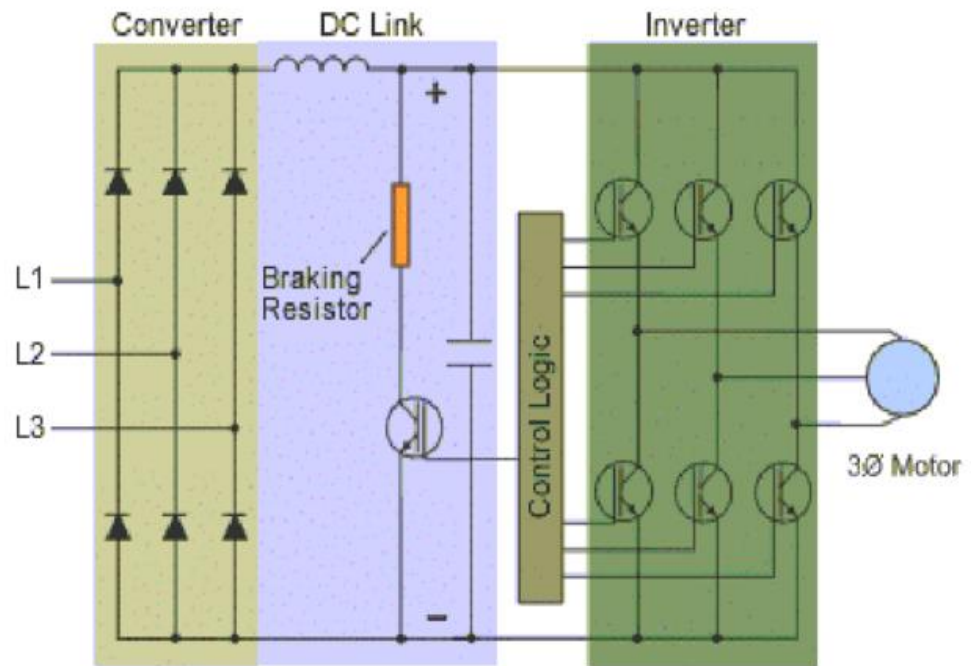 Converter
DC Link
Inverter
+
Braking
Resistor
L1
L2
L3
Control Logic
3Ø Motor
−